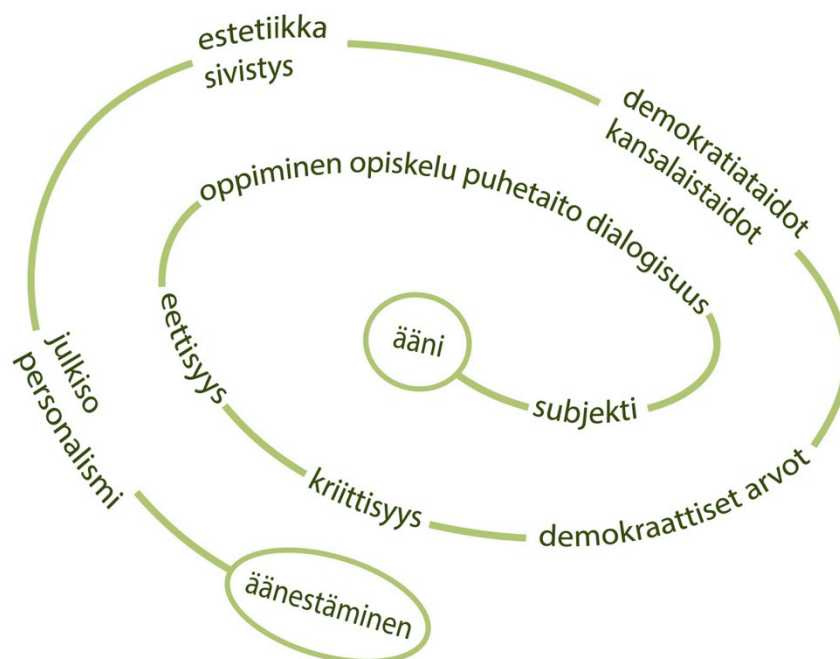 estetiikka
sivistys
demokratiataidot
kansalaistaidot
oppiminen opiskelu puhetaito dialogisuus
eettisyys
ääni
subjekti
julkiso
personalismi
kriittisyys
demokraattiset arvot
äänestäminen